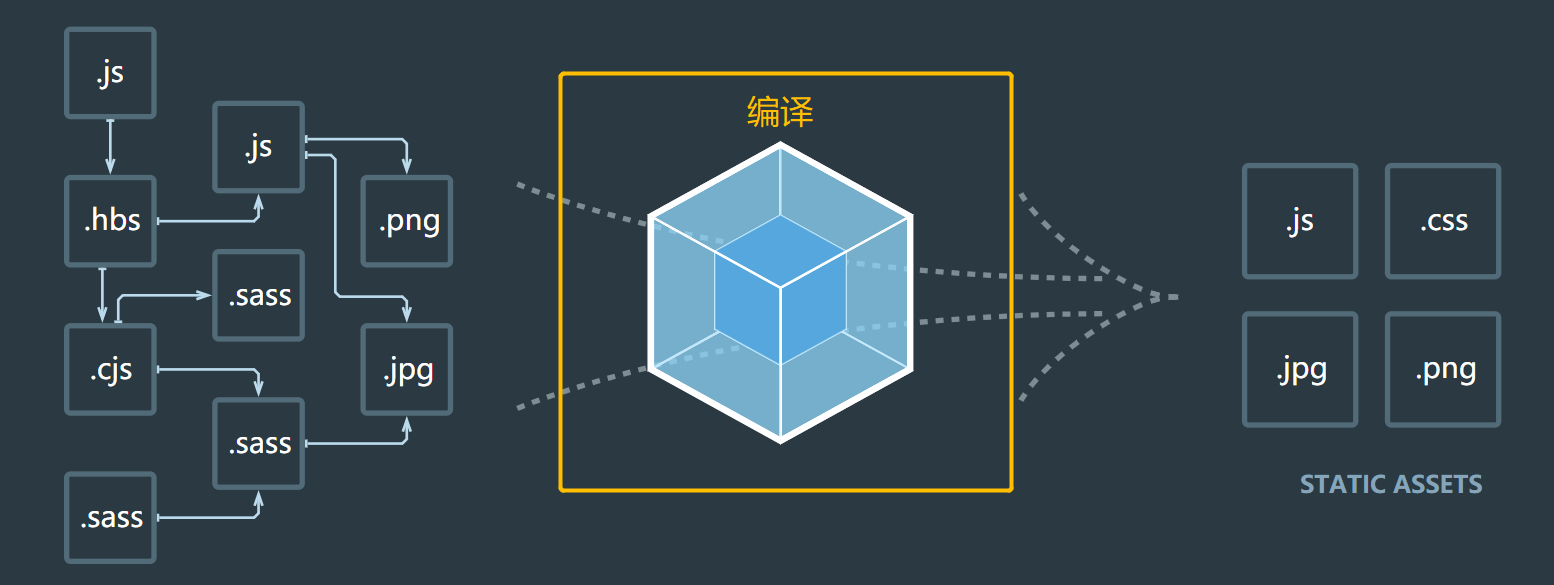 .js
.js
.hbs
.png
.sass
.cjs
.jpg
.sass
.sass
编译
.js
.css
.jpg
.png
STATIC ASSETS